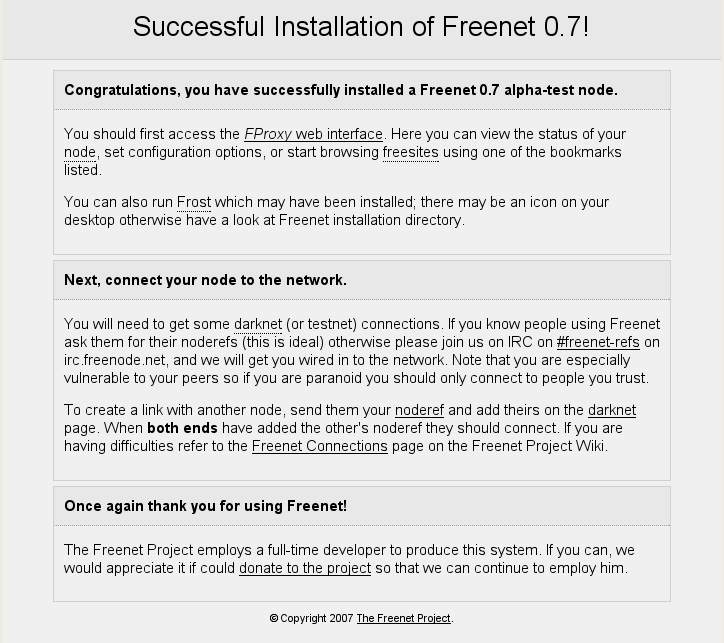 Successful Installation of Freenet 0.7!
Congratulations, you have successfully installed a Freenet 0.7 alpha-test node.
You should first access the FProxy web interface. Here you can view the status of your
node, set configuration options, or start browsing freesites using one of the bookmarks
listed.
You can also run Frost which may have been installed; there may be an icon on your
desktop otherwise have a look at Freenet installation directory.
Next, connect your node to the network.
You will need to get some darknet (or testnet) connections. If you know people using Freenet
ask them for their noderefs (this is ideal) otherwise please join us on IRC on #freenet-refs on
irc.freenode.net, and we will get you wired in to the network. Note that you are especially
vulnerable to your peers so if you are paranoid you should only connect to people you trust.
To create a link with another node, send them your noderef and add theirs on the darknet
page. When both ends have added the other's noderef they should connect. If you are
having difficulties refer to the Freenet Connections page on the Freenet Project Wiki.
Once again thank you for using Freenet!
The Freenet Project employs a full-time developer to produce this system. If you can, we
would appreciate it if could donate to the project so that we can continue to employ him.
© Copyright 2007 The Freenet Project.